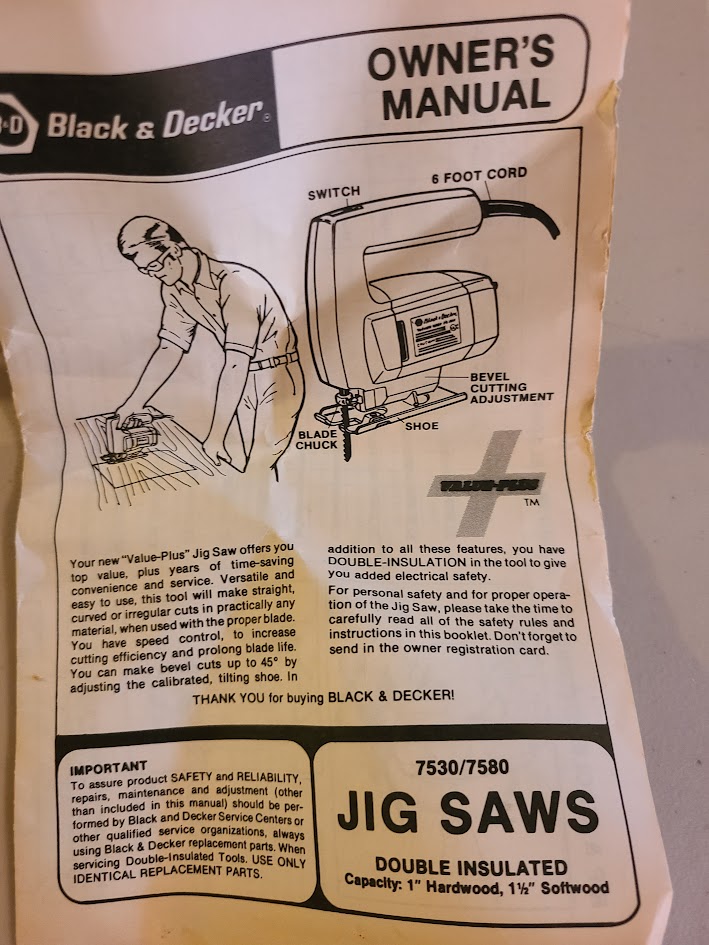 OWNER'S
MANUAL
B·D Black & Decker®
SWITCH
6 FOOT CORD
Black & Decker
BEVEL
CUTTING
ADJUSTMENT
SHOE
BLADE
CHUCK
VALUE-PLUS
TM
Your new "Value-Plus" Jig Saw offers you
top value, plus years of time-saving
convenience and service. Versatile and
easy to use, this tool will make straight,
curved or irregular cuts in practically any
material, when used with the proper blade.
You have speed control, to increase
cutting efficiency and prolong blade life.
You can make bevel cuts up to 45° by
adjusting the calibrated, tilting shoe. In
addition to all these features, you have
DOUBLE-INSULATION in the tool to give
you added electrical safety.
For personal safety and for proper opera-
tion of the Jig Saw, please take the time to
carefully read all of the safety rules and
instructions in this booklet. Don't forget to
send in the owner registration card.
THANK YOU for buying BLACK & DECKER!
IMPORTANT
To assure product SAFETY and RELIABILITY,
repairs, maintenance and adjustment (other
than included in this manual) should be per-
formed by Black and Decker Service Centers or
other qualified service organizations, always
using Black & Decker replacement parts. When
servicing Double-Insulated Tools. USE ONLY
IDENTICAL REPLACEMENT PARTS.
7530/7580
JIG SAWS
DOUBLE INSULATED
Capacity: 1" Hardwood, 1½" Softwood